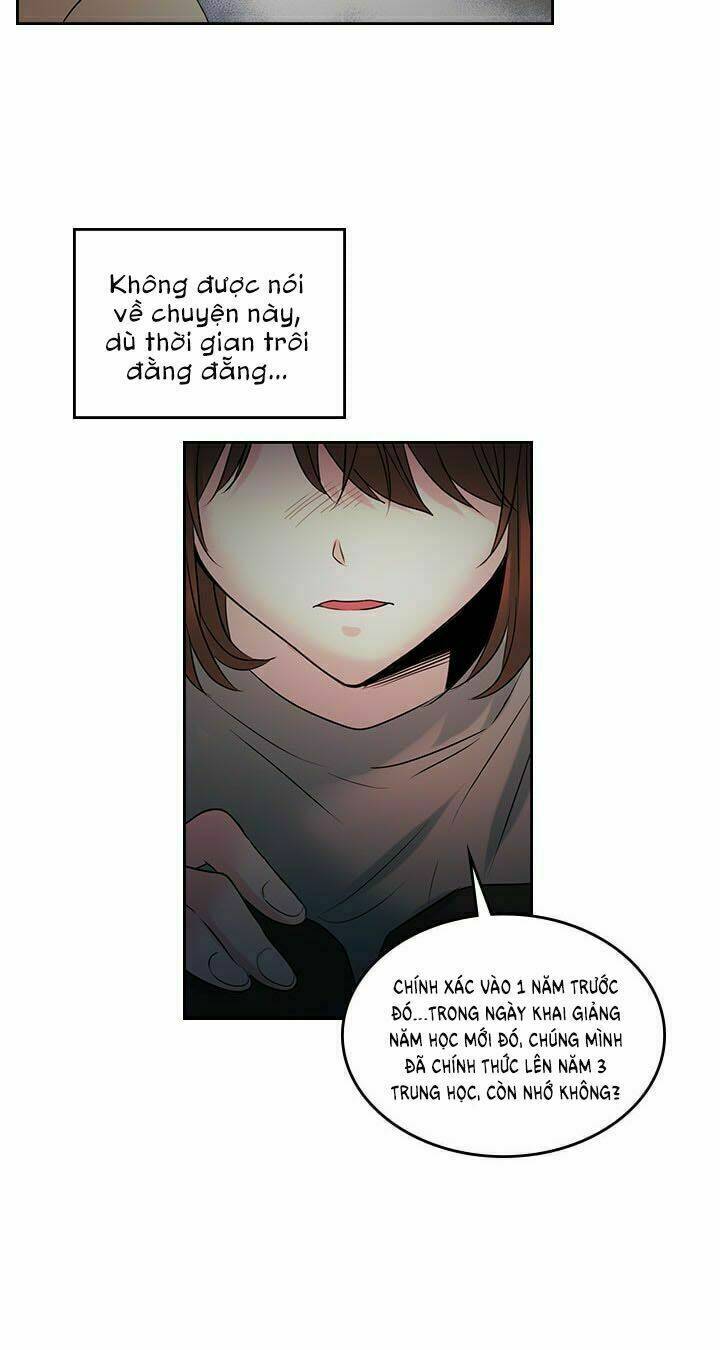 Không được nói
về chuyện này,
dù thời gian trôi
đằng đẵng...
CHÍNH XÁC VÀO 1 NĂM TRƯỚC
ĐÓ...TRONG NGÀY KHAI GIẢNG
NĂM HỌC MỚI ĐÓ, CHÚNG MÌNH
ĐÃ CHÍNH THỨC LÊN NĂM 3
TRUNG HỌC, CÒN NHỚ KHÔNG?